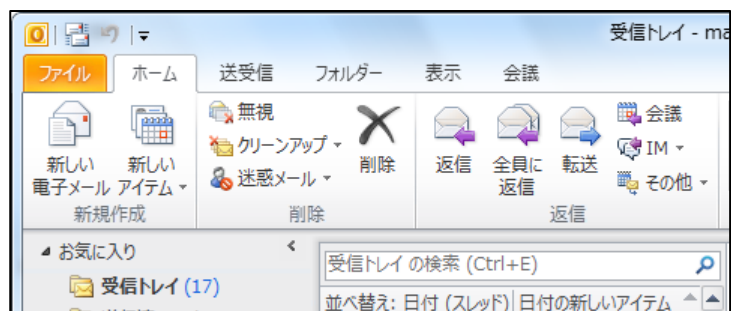 受信トレイ - ma
ファイル ホーム 送受信 フォルダー 表示 会議
無視
クリーンアップ
迷惑メール
新しい
電子メール
新しい
アイテム
削除
返信
全員に
返信
転送
会議
IM
その他
新規作成 削除 返信
お気に入り
受信トレイ (17)
受信トレイ の検索 (Ctrl+E)
並べ替え: 日付 (スレッド) 日付の新しいアイテム